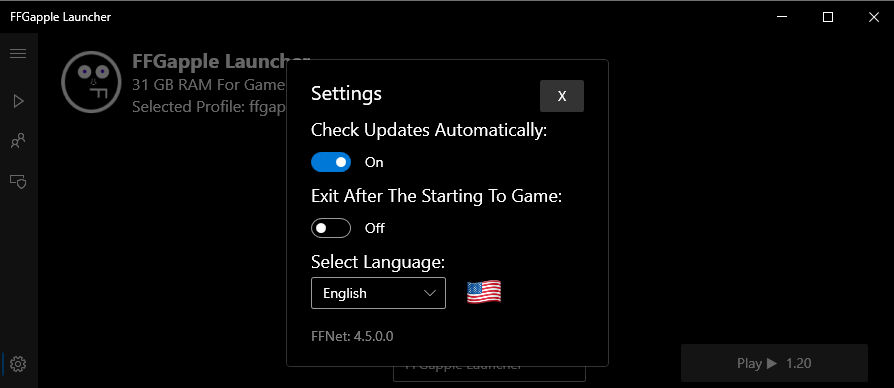 FFGapple Launcher
FFGapple Launcher
31 GB RAM For Game
Selected Profile: ffgap
Settings
X
Check Updates Automatically:
On
Exit After The Starting To Game:
Off
Select Language:
English
FFNet: 4.5.0.0
FFGapple Launcher
Play 1.20